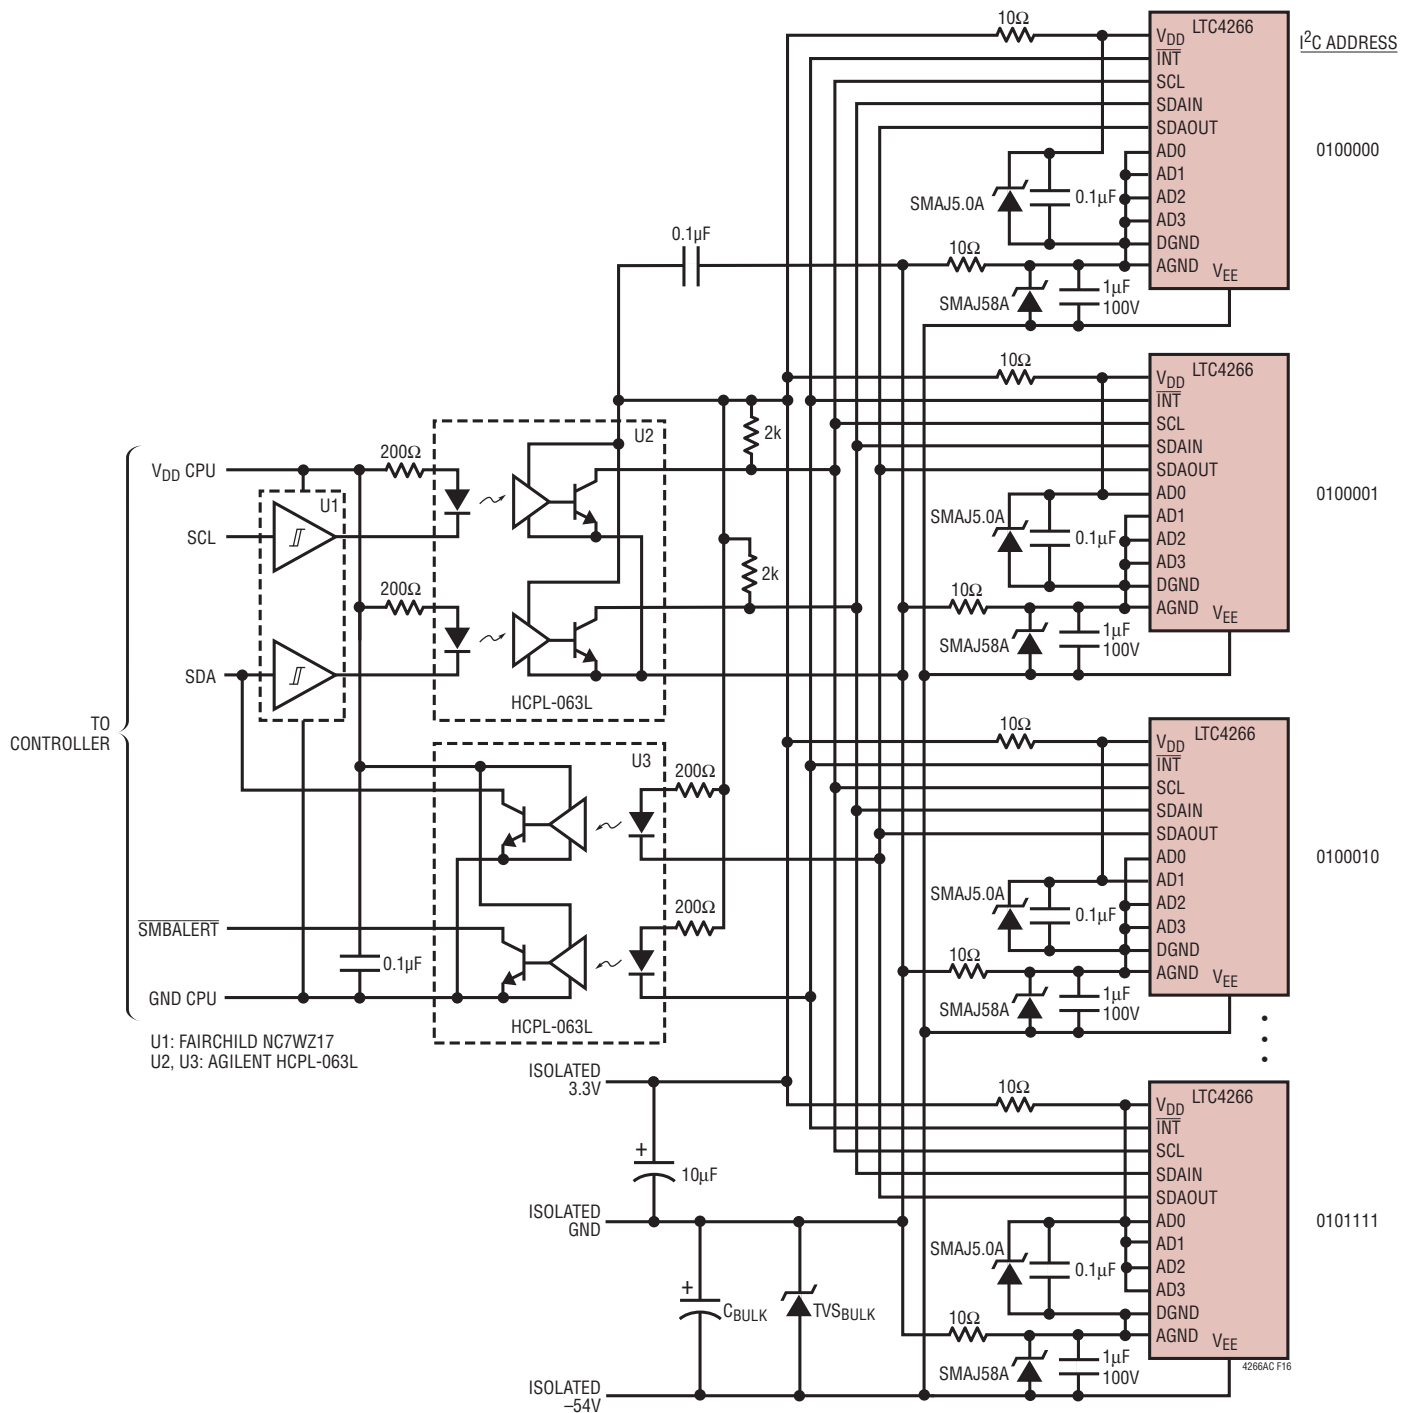 10Ω
LTC4266
I²C ADDRESS
VDD
INT
SCL
SDAIN
SDAOUT
AD0
0100000
AD1
SMAJ5.0A
0.1µF
AD2
AD3
0.1µF
10Ω
DGND
AGND
VEE
SMAJ58A
1µF
100V
10Ω
LTC4266
VDD
INT
SCL
2k
U2
SDAIN
200Ω
VDD CPU
SDAOUT
AD0
0100001
U1
SMAJ5.0A
AD1
SCL
0.1µF
AD2
AD3
2k
200Ω
10Ω
DGND
AGND
VEE
SMAJ58A
1µF
100V
SDA
HCPL-063L
TO
CONTROLLER
10Ω
LTC4266
VDD
INT
U3
200Ω
SCL
SDAIN
SDAOUT
AD0
0100010
AD1
SMAJ5.0A
AD2
200Ω
0.1µF
SMBALERT
AD3
10Ω
DGND
0.1µF
AGND
VEE
GND CPU
SMAJ58A
1µF
100V
HCPL-063L
U1: FAIRCHILD NC7WZ17
U2, U3: AGILENT HCPL-063L
ISOLATED
3.3V
10Ω
LTC4266
VDD
INT
SCL
+
10µF
SDAIN
SDAOUT
ISOLATED
GND
AD0
0101111
AD1
SMAJ5.0A
0.1µF
AD2
AD3
+
CBULK
TVSBULK
10Ω
DGND
AGND
VEE
SMAJ58A
1µF
100V
4266AC F16
ISOLATED
–54V